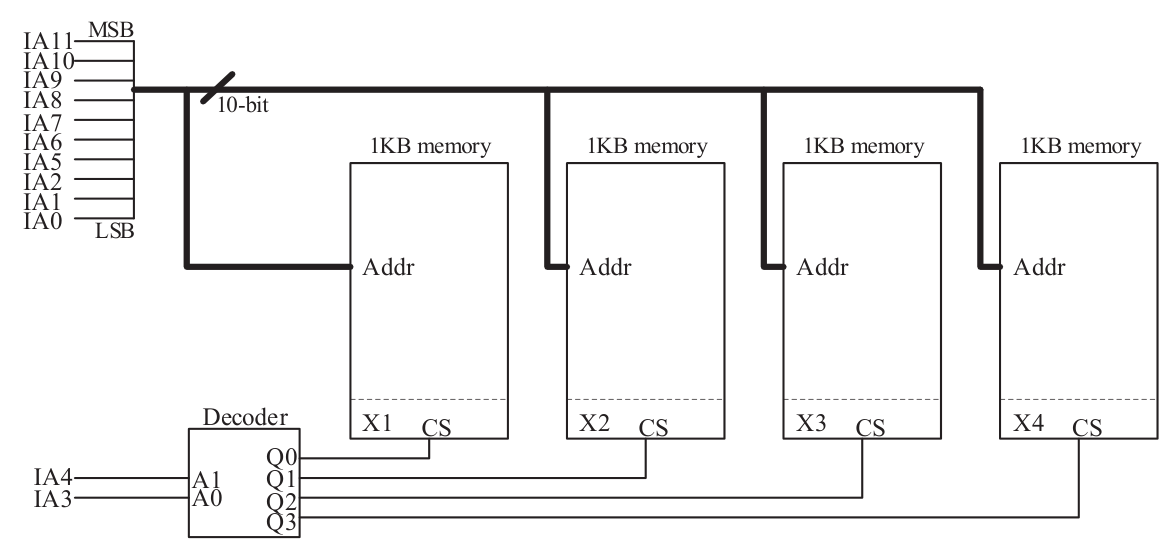 MSB
IA11
IA10
IA9
IA8
IA7
IA6
IA5
IA2
IA1
IA0
LSB
10-bit
1KB memory
1KB memory
1KB memory
1KB memory
Addr
Addr
Addr
Addr
X1 CS
X2 CS
X3 CS
X4 CS
Decoder
IA4
IA3
A1
A0
Q0
Q1
Q2
Q3